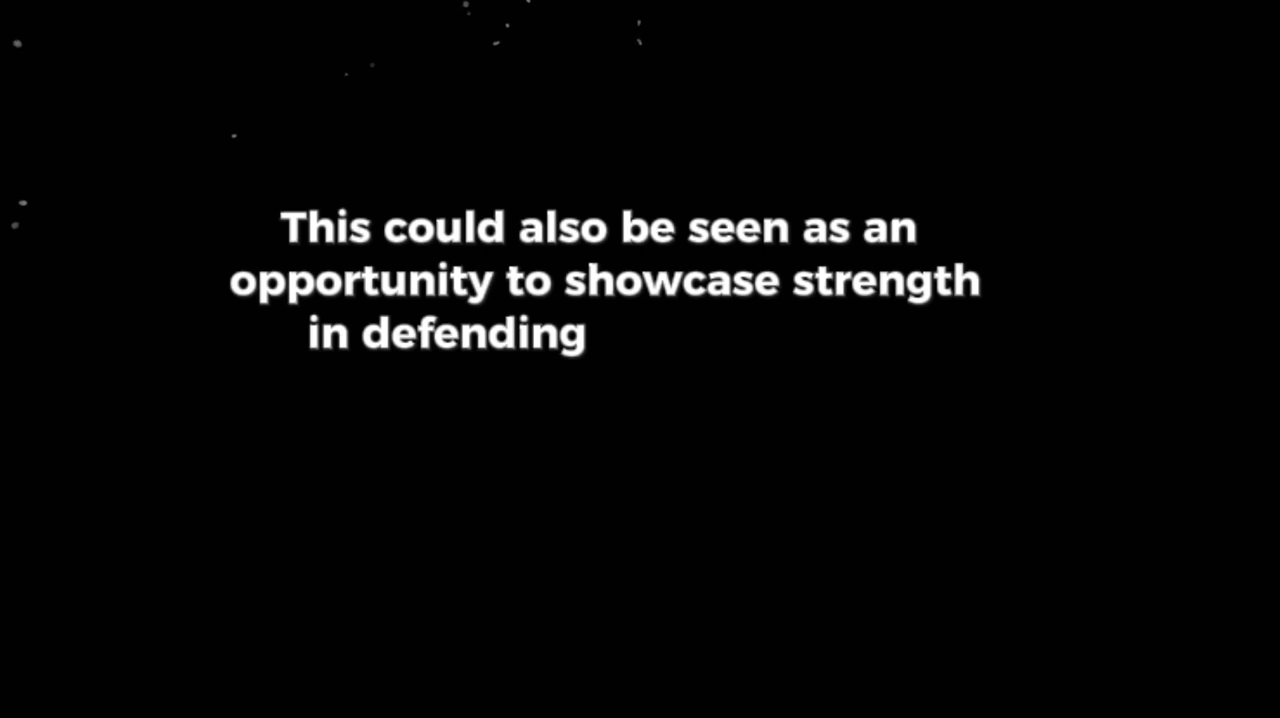 This could also be seen as an
opportunity to showcase strength
in defending